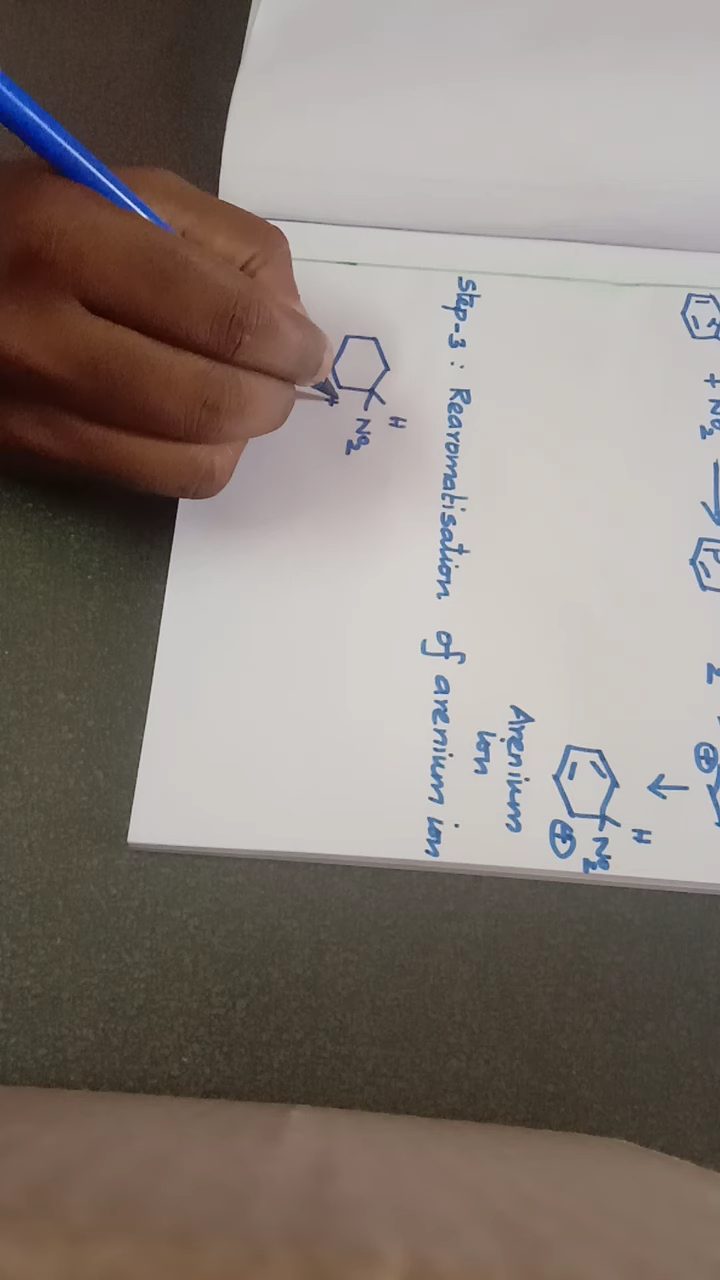 + NO2 →
↓
H
NO2
⊕
Arenium
ion
Step-3 : Rearomatisation of arenium ion
H
NO2
+